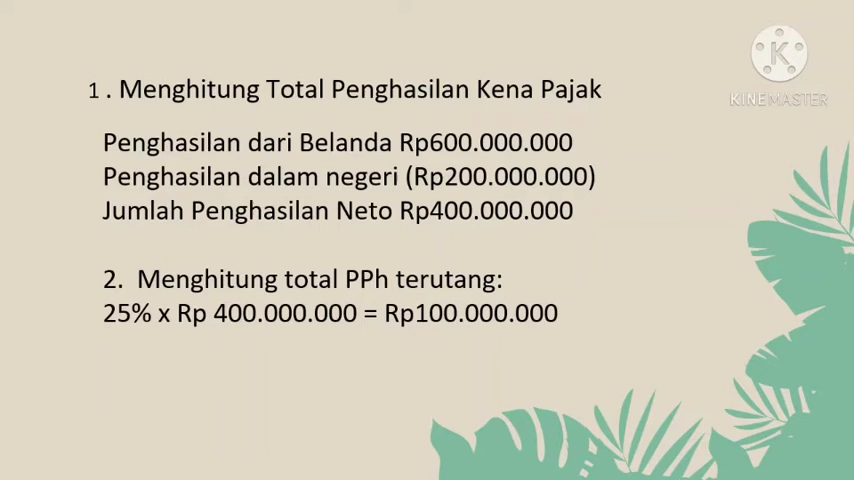 K
KINEMASTER
1 . Menghitung Total Penghasilan Kena Pajak
Penghasilan dari Belanda Rp600.000.000
Penghasilan dalam negeri (Rp200.000.000)
Jumlah Penghasilan Neto Rp400.000.000
2. Menghitung total PPh terutang:
25% x Rp 400.000.000 = Rp100.000.000